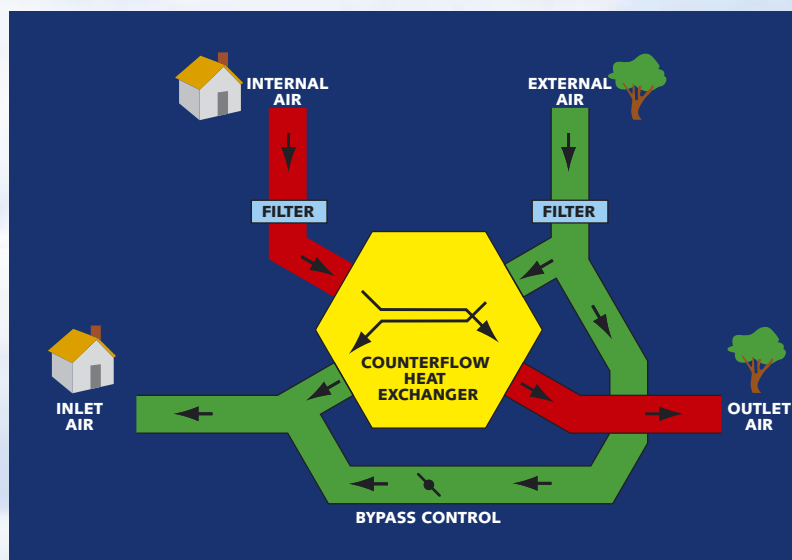 INTERNAL
AIR
EXTERNAL
AIR
FILTER
FILTER
COUNTERFLOW
HEAT
EXCHANGER
INLET
AIR
OUTLET
AIR
BYPASS CONTROL